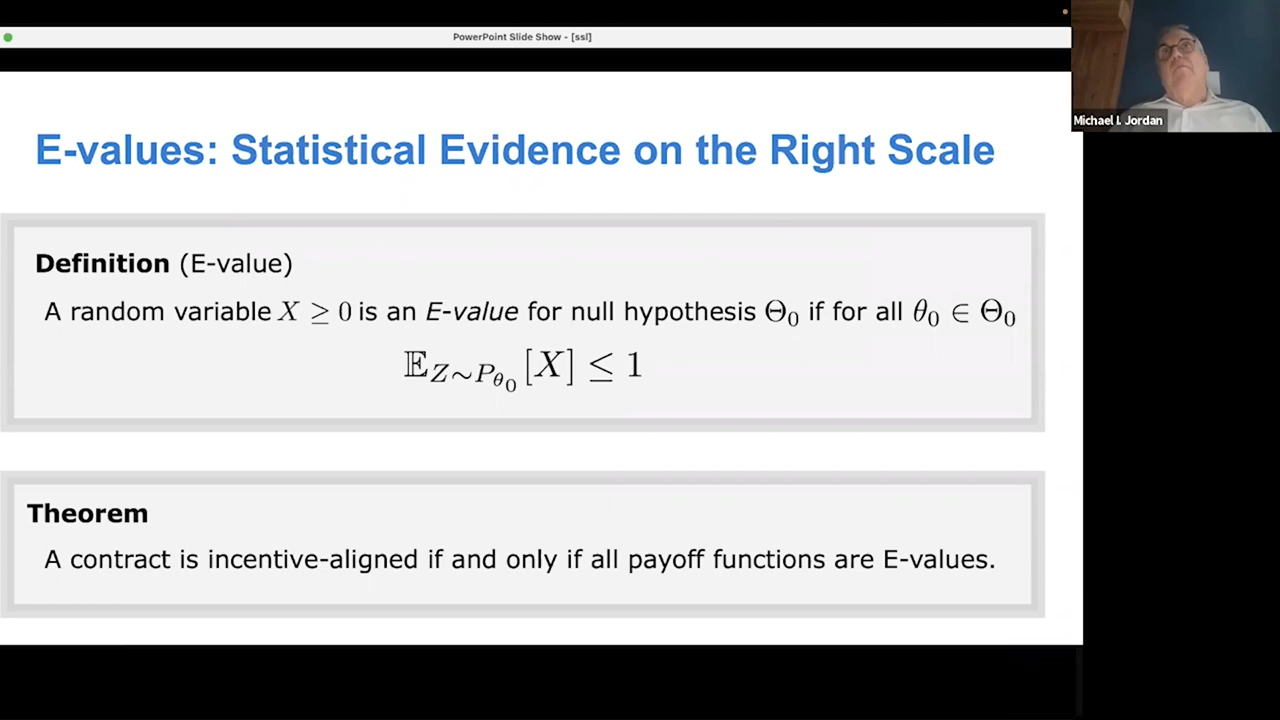 PowerPoint Slide Show - [ssl]
Michael I. Jordan
E-values: Statistical Evidence on the Right Scale
Definition (E-value)
A random variable X ≥ 0 is an E-value for null hypothesis Θ₀ if for all θ₀ ∈ Θ₀
𝔼_{Z∼P_{θ₀}} [X] ≤ 1
Theorem
A contract is incentive-aligned if and only if all payoff functions are E-values.